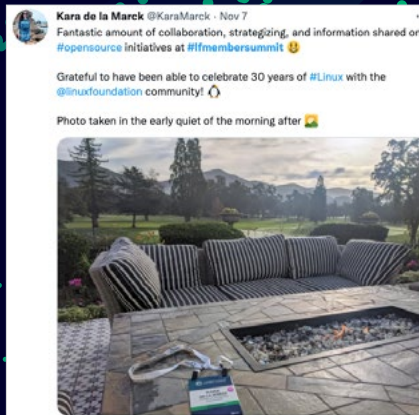 Kara de la Marck @KaraMarck · Nov 7
Fantastic amount of collaboration, strategizing, and information shared on
#opensource initiatives at #lfmembersummit 😃
Grateful to have been able to celebrate 30 years of #Linux with the
@linuxfoundation community! 🐧
Photo taken in the early quiet of the morning after 🌄